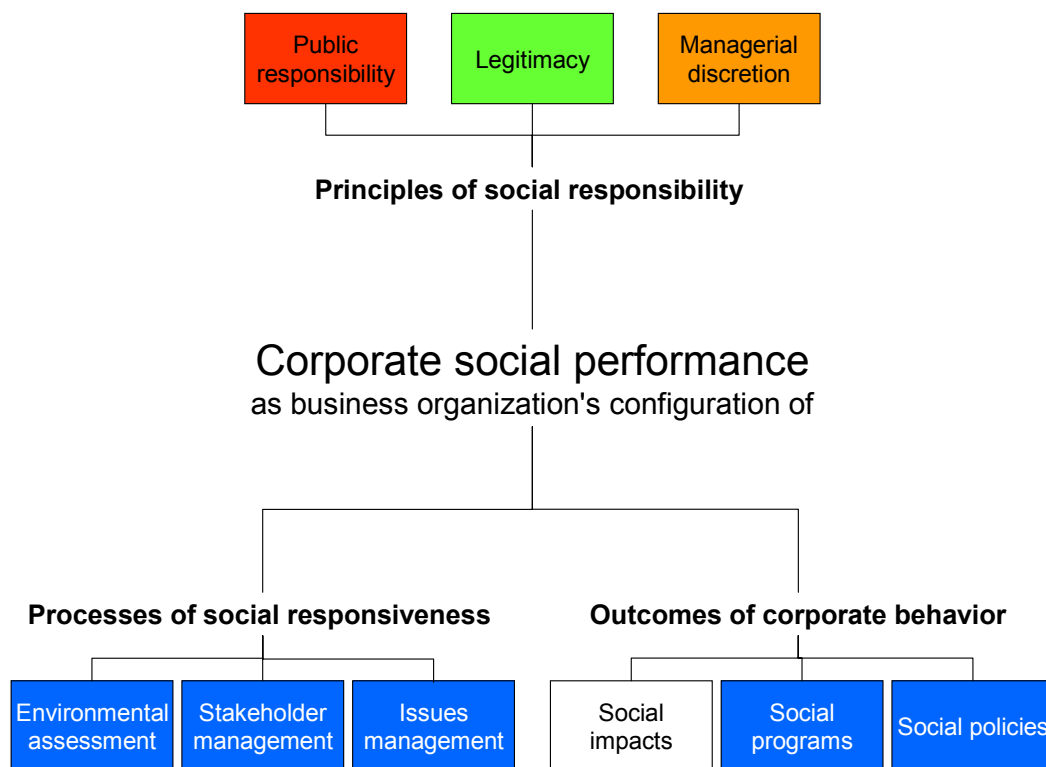 Public
responsibility
Legitimacy
Managerial
discretion
Principles of social responsibility
Corporate social performance
as business organization's configuration of
Processes of social responsiveness
Outcomes of corporate behavior
Environmental
assessment
Stakeholder
management
Issues
management
Social
impacts
Social
programs
Social policies